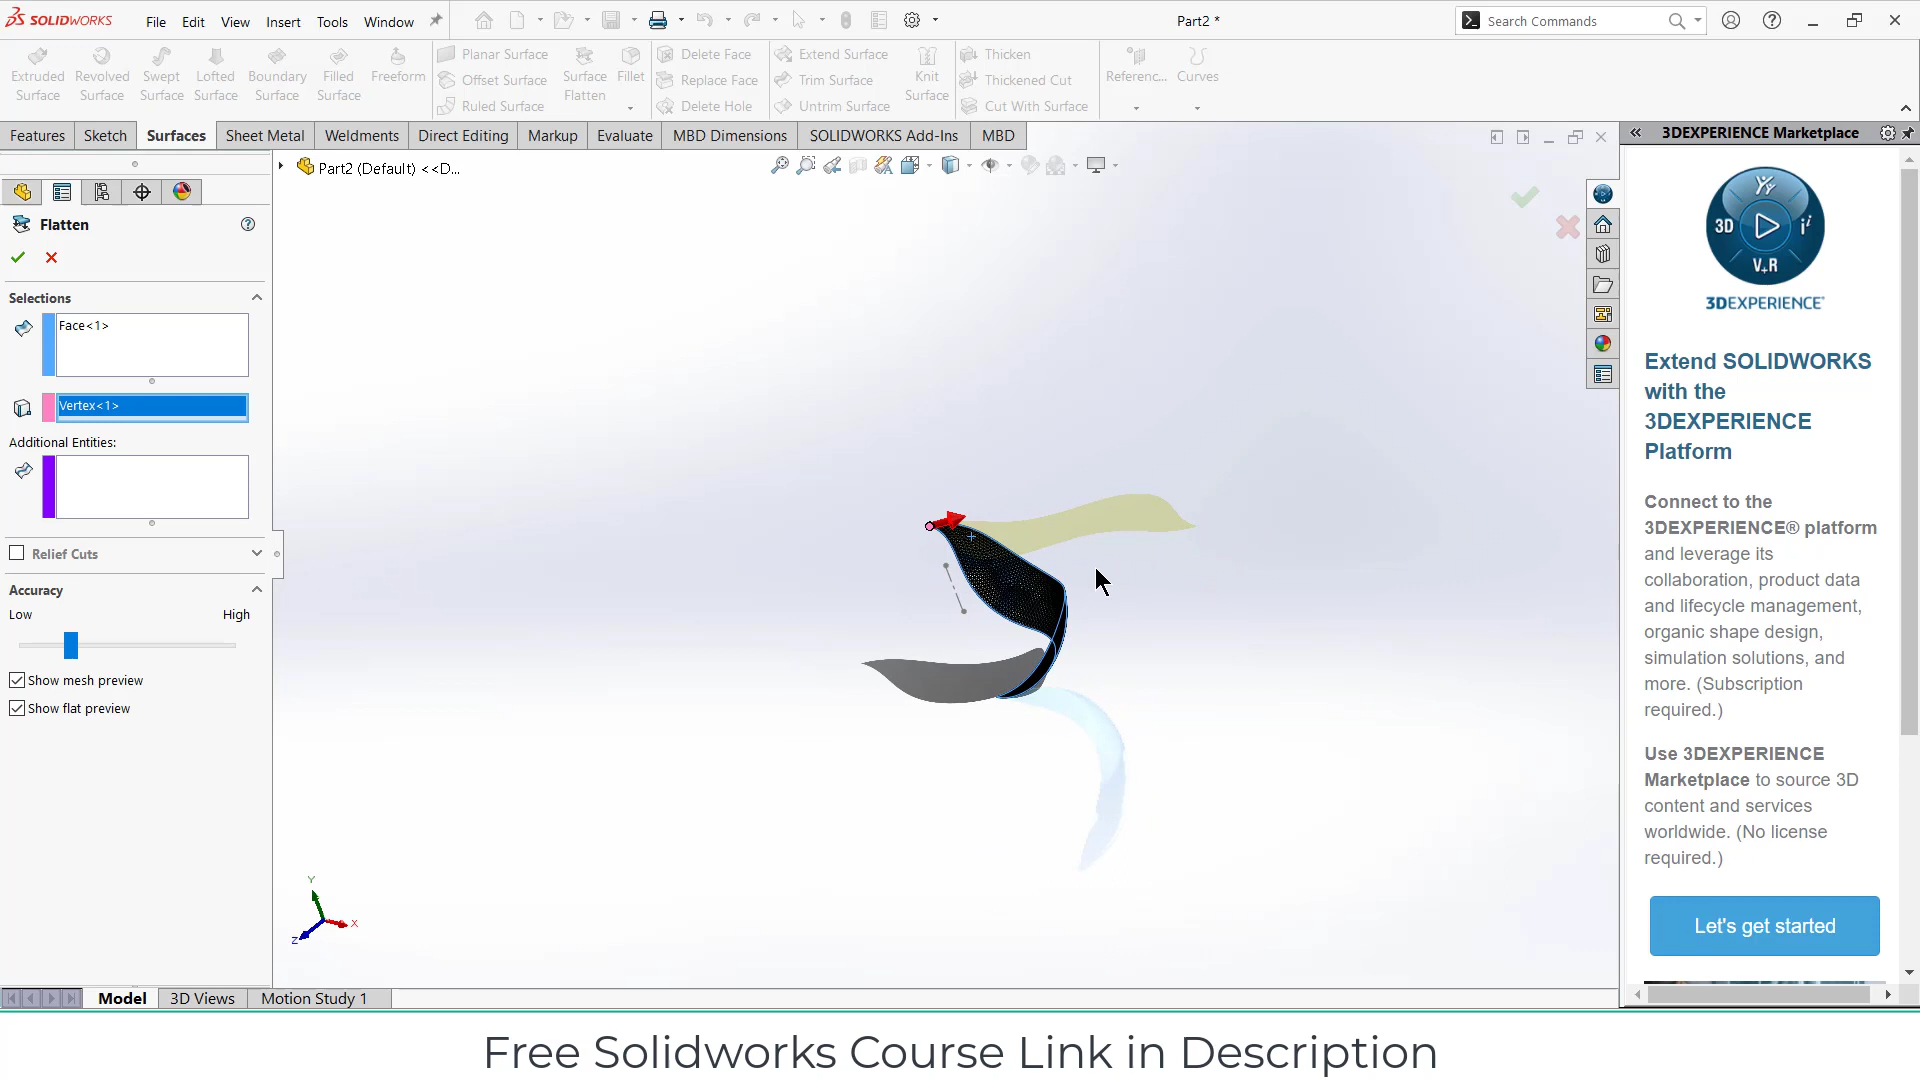 SOLIDWORKS
File Edit View Insert Tools Window
Part2 *
Search Commands
Extruded Surface
Revolved Surface
Swept Surface
Lofted Surface
Boundary Surface
Filled Surface
Freeform
Planar Surface
Offset Surface
Ruled Surface
Surface Flatten
Fillet
Delete Face
Replace Face
Delete Hole
Extend Surface
Trim Surface
Untrim Surface
Knit Surface
Thicken
Thickened Cut
Cut With Surface
Referenc...
Curves
Features Sketch Surfaces Sheet Metal Weldments Direct Editing Markup Evaluate MBD Dimensions SOLIDWORKS Add-Ins MBD
3DEXPERIENCE Marketplace
Part2 (Default) <<D...
Flatten
Selections
Face<1>
Vertex<1>
Additional Entities:
Relief Cuts
Accuracy
Low High
Show mesh preview
Show flat preview
Y
X
Z
3D
V+R
3DEXPERIENCE
Extend SOLIDWORKS
with the
3DEXPERIENCE
Platform
Connect to the
3DEXPERIENCE® platform
and leverage its
collaboration, product data
and lifecycle management,
organic shape design,
simulation solutions, and
more. (Subscription
required.)
Use 3DEXPERIENCE
Marketplace to source 3D
content and services
worldwide. (No license
required.)
Let's get started
Model 3D Views Motion Study 1
Free Solidworks Course Link in Description